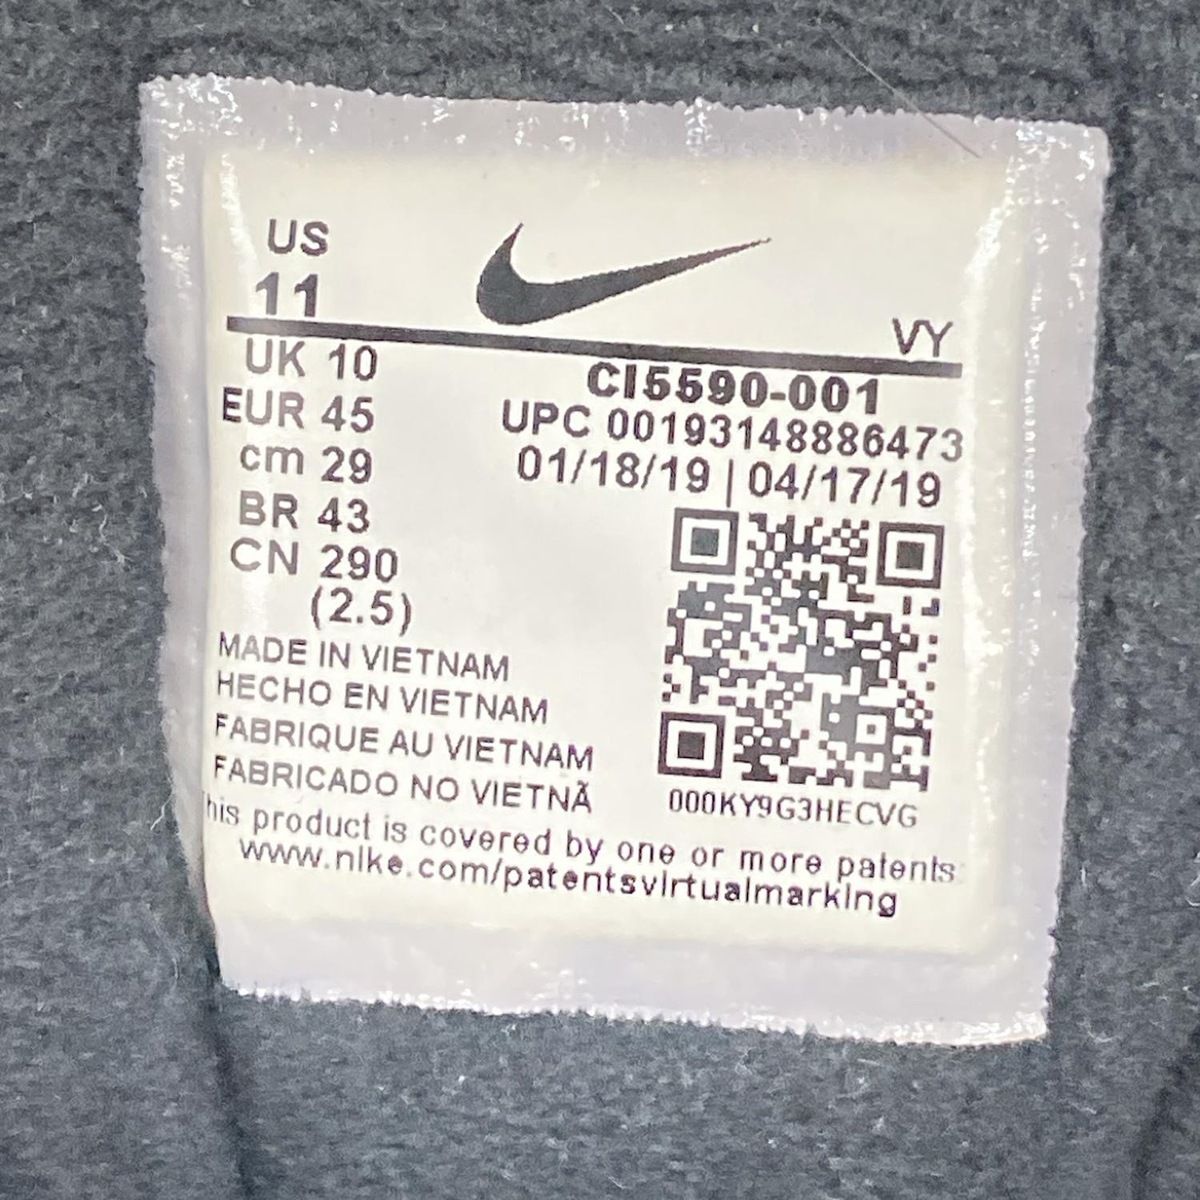 US
11
VY
UK 10
EUR 45
cm 29
BR 43
CN 290
(2.5)
CI5590-001
UPC 00193148886473
01/18/19 | 04/17/19
000KY9G3HECVG
MADE IN VIETNAM
HECHO EN VIETNAM
FABRIQUE AU VIETNAM
FABRICADO NO VIETNÃ
his product is covered by one or more patents
www.nike.com/patentsvirtualmarking